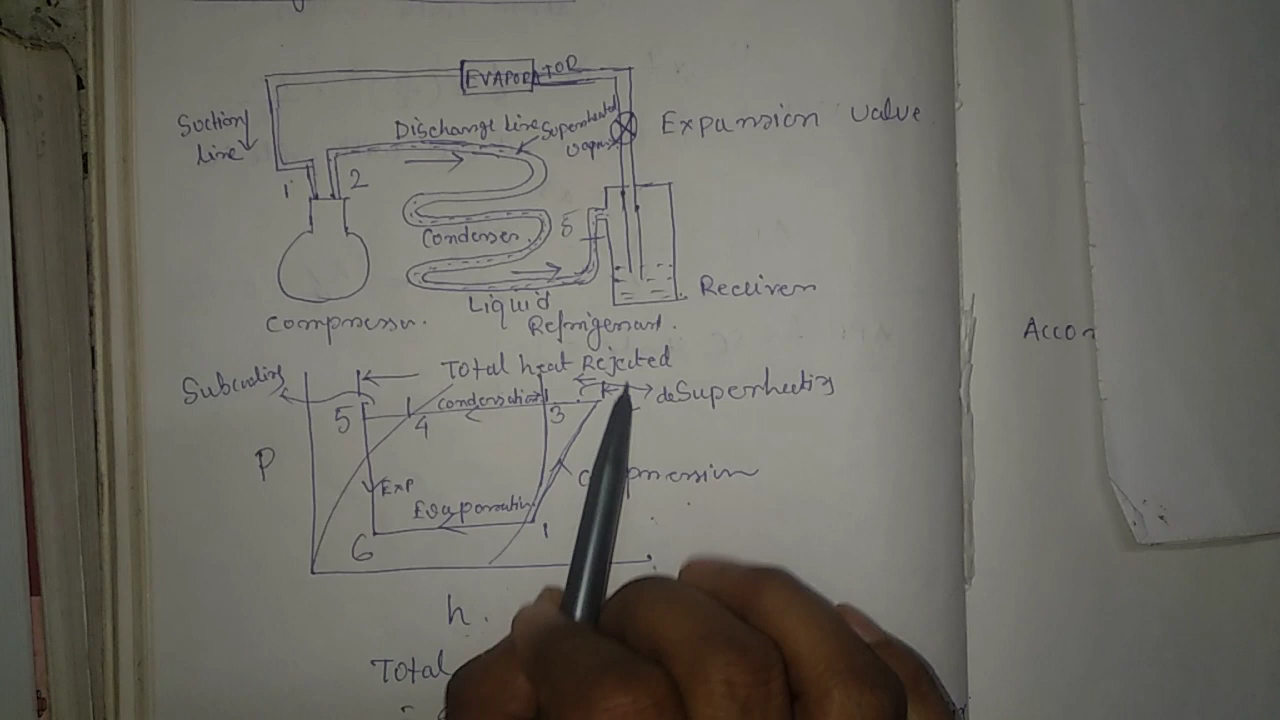 EVAPORATOR
Suction
line
Discharge line
Superheated
vapour
Expansion valve
1
2
Condenser
5
Liquid
Refrigerant.
Receiver
Compressor.
Accor
Total heat Rejected
Subcooling
deSuperheating
condensation
5
4
3
P
Exp
Evaporation
6
1
h.
Total